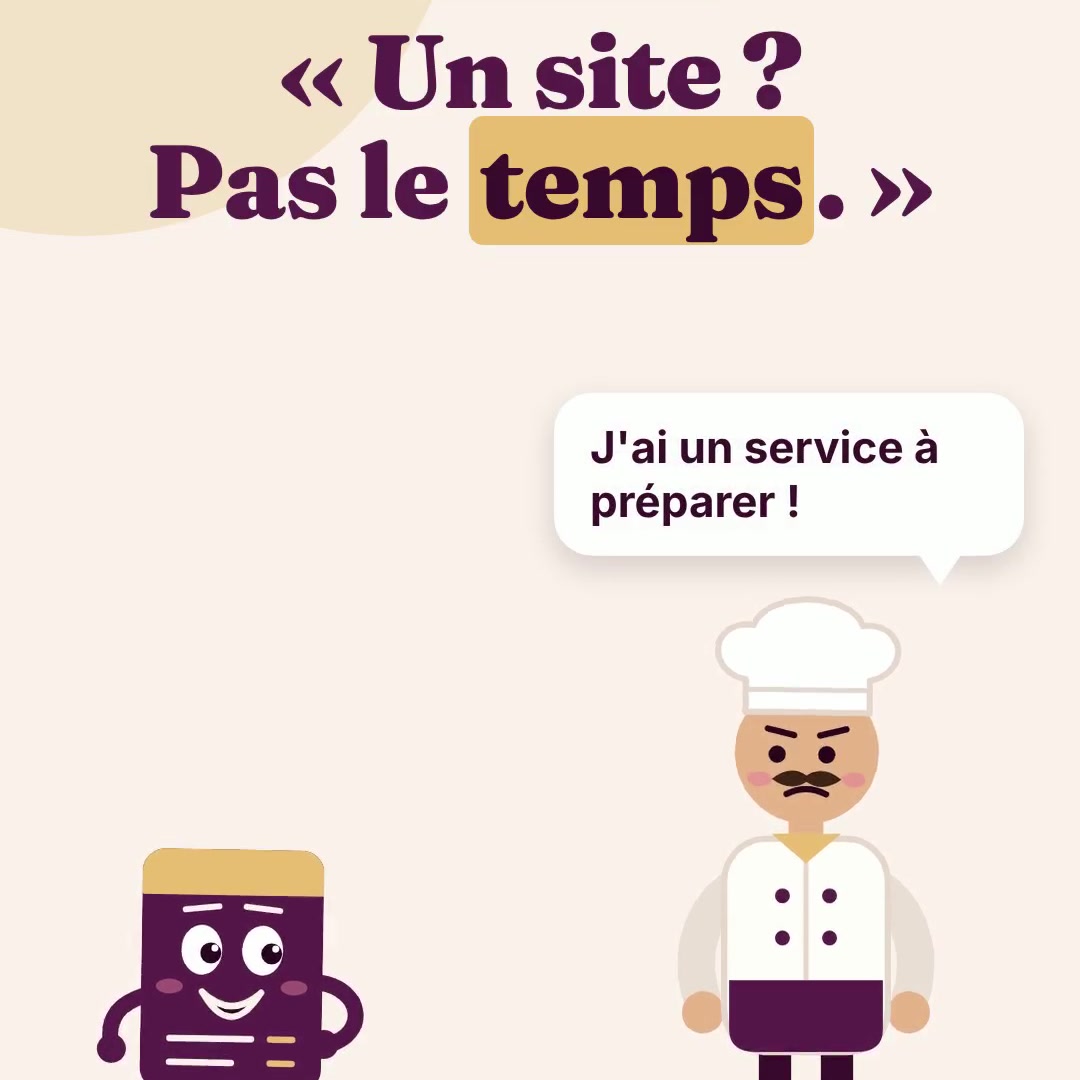 « Un site ?
Pas le temps. »
J'ai un service à
préparer !